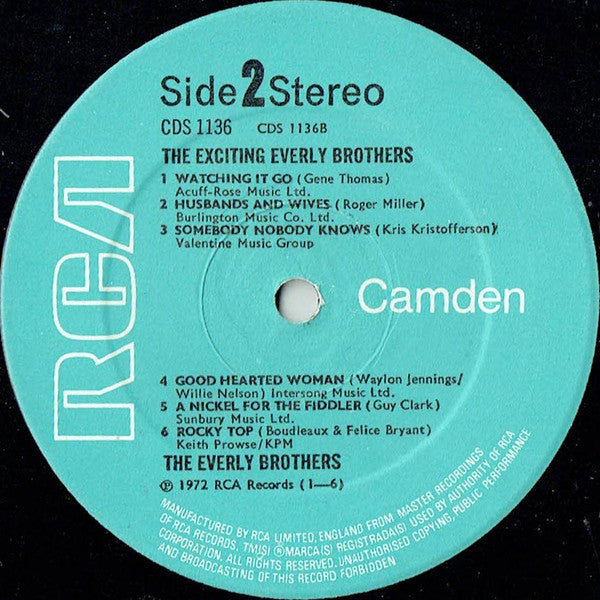 Side 2 Stereo
CDS 1136 CDS 1136B
THE EXCITING EVERLY BROTHERS
1 WATCHING IT GO (Gene Thomas)
Acuff-Rose Music Ltd.
2 HUSBANDS AND WIVES (Roger Miller)
Burlington Music Co. Ltd.
3 SOMEBODY NOBODY KNOWS (Kris Kristofferson)
Valentine Music Group
RCA
Camden
4 GOOD HEARTED WOMAN (Waylon Jennings/
Willie Nelson) Intersong Music Ltd.
5 A NICKEL FOR THE FIDDLER (Guy Clark)
Sunbury Music Ltd.
6 ROCKY TOP (Boudleaux & Felice Bryant)
Keith Prowse/KPM
THE EVERLY BROTHERS
℗ 1972 RCA Records (1—6)
MANUFACTURED BY RCA LIMITED, ENGLAND FROM MASTER RECORDINGS
OF RCA RECORDS, TM(S) ® MARCA(S) REGISTRADA(S) USED BY AUTHORITY OF RCA
CORPORATION. ALL RIGHTS RESERVED. UNAUTHORISED COPYING, PUBLIC PERFORMANCE
AND BROADCASTING OF THIS RECORD FORBIDDEN